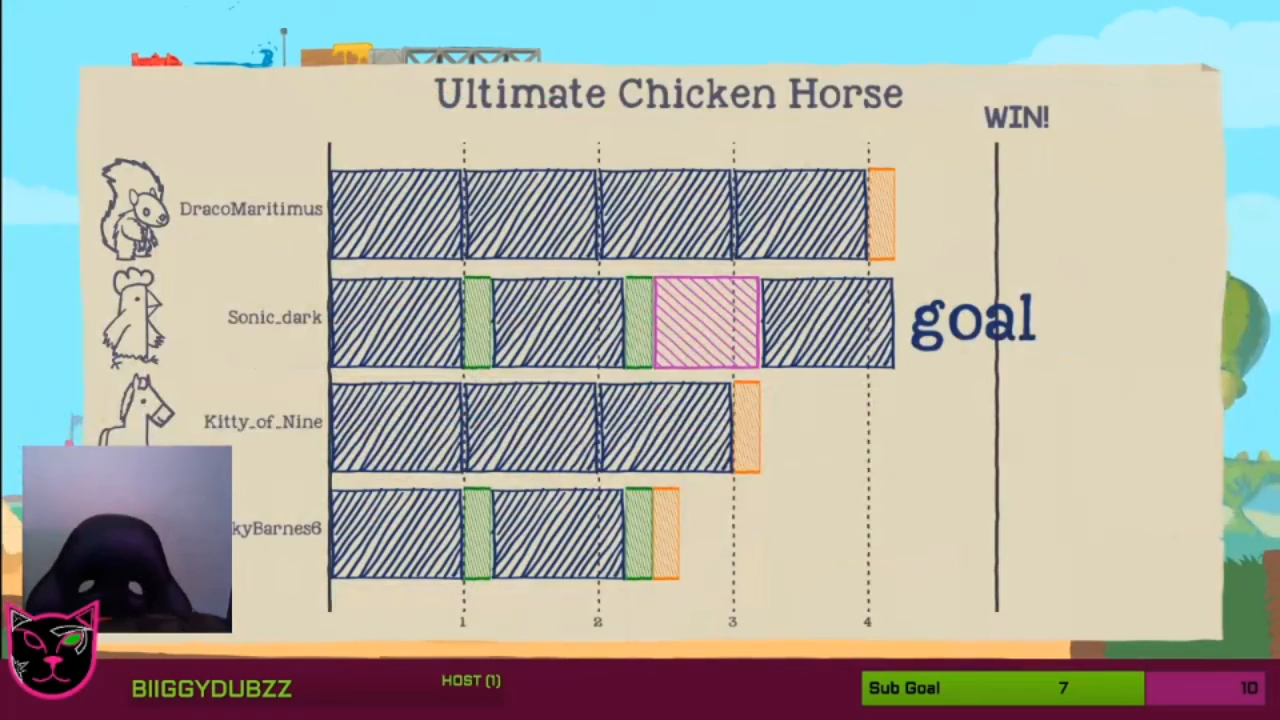 Ultimate Chicken Horse
WIN!
DracoMaritimus
Sonic_dark
goal
Kitty_of_Nine
kyBarnes6
1 2 3 4
BIIGGYDUBZZ
HOST (1)
Sub Goal 7 10